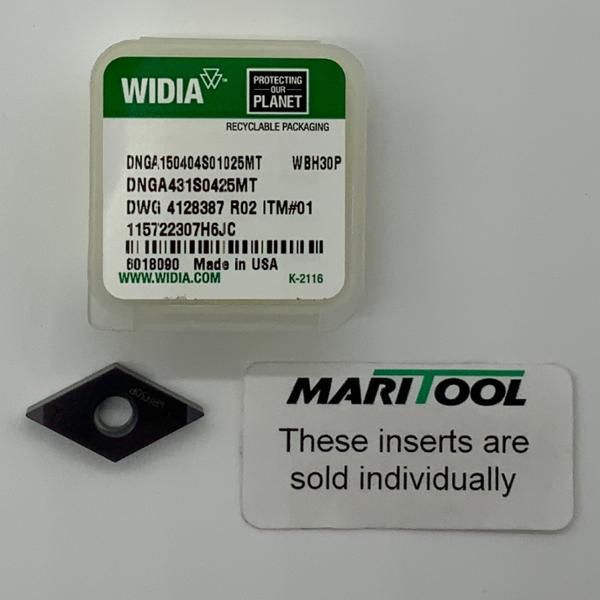 WIDIA™
PROTECTING
OUR
PLANET
RECYCLABLE PACKAGING
DNGA150404S01025MT WBH30P
DNGA431S0425MT
DWG 4128387 R02 ITM#01
115722307H6JC
6018090 Made in USA
WWW.WIDIA.COM K-2116
MARITOOL
These inserts are
sold individually